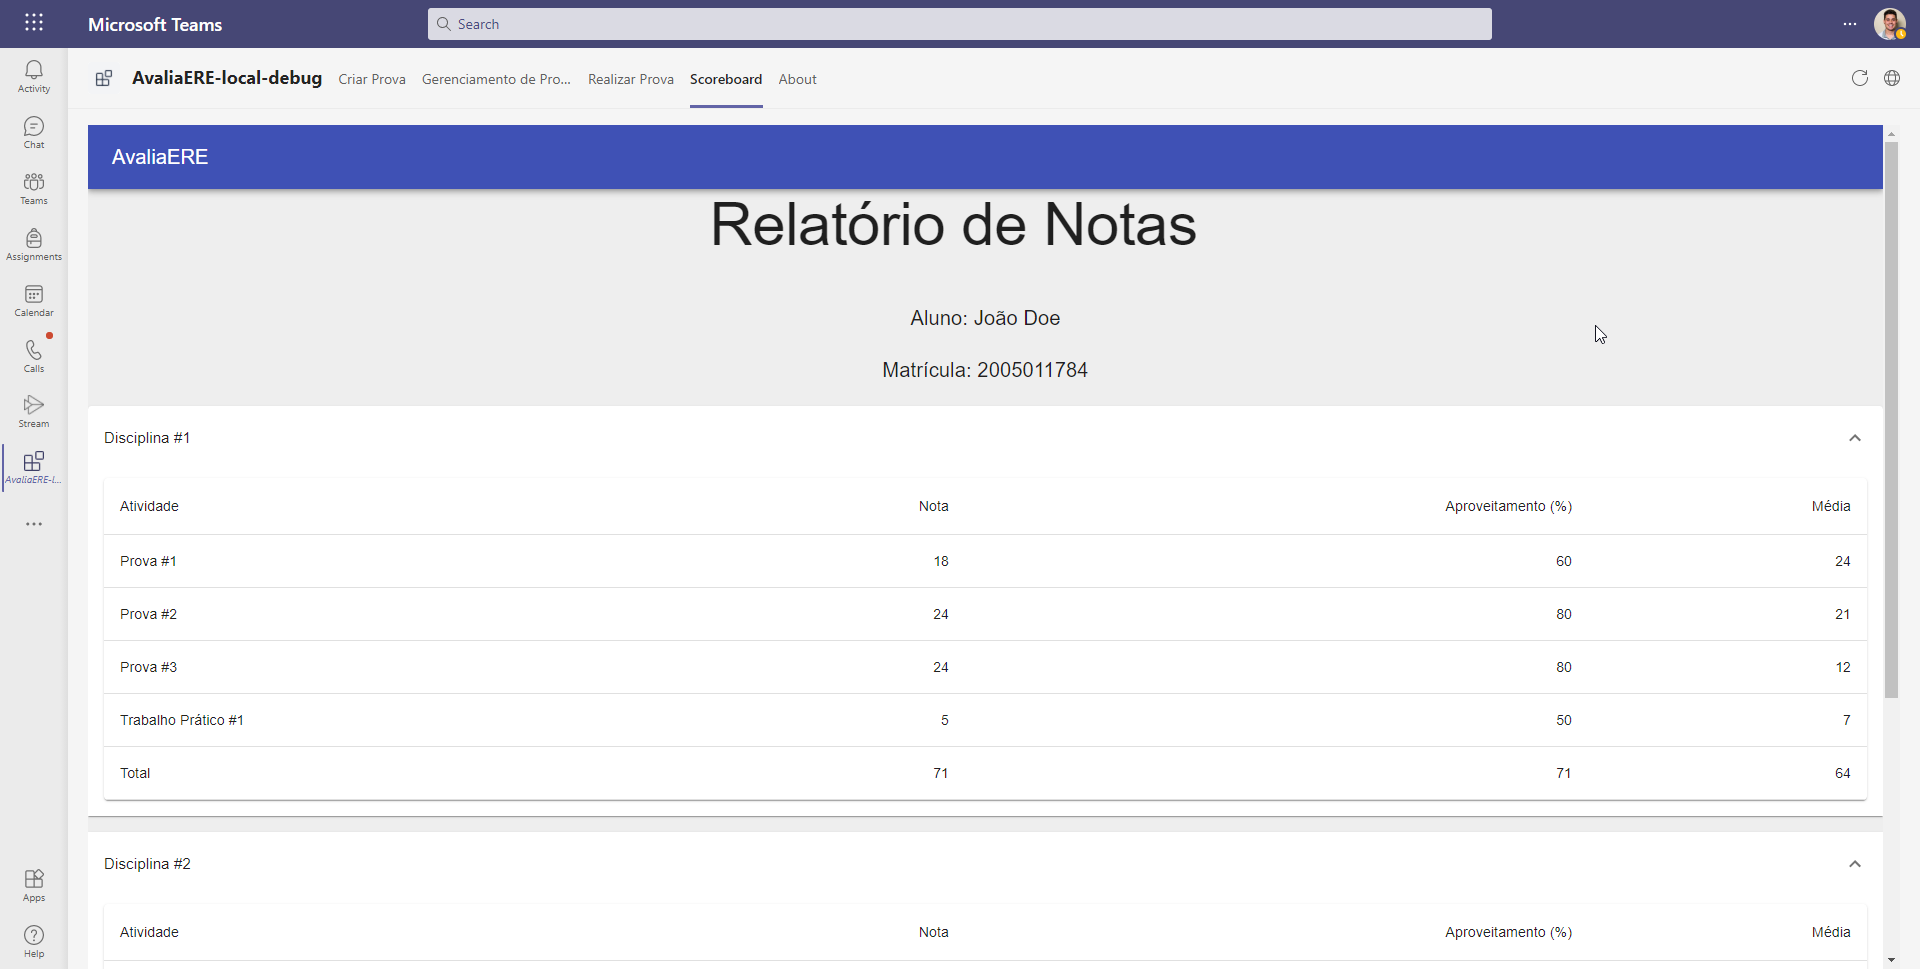 Microsoft Teams
Search
Activity
Chat
Teams
Assignments
Calendar
Calls
Stream
AvaliaERE-l...
Apps
Help
AvaliaERE-local-debug Criar Prova Gerenciamento de Pro... Realizar Prova Scoreboard About
AvaliaERE
Relatório de Notas
Aluno: João Doe
Matrícula: 2005011784
Disciplina #1
Atividade Nota Aproveitamento (%) Média
Prova #1 18 60 24
Prova #2 24 80 21
Prova #3 24 80 12
Trabalho Prático #1 5 50 7
Total 71 71 64
Disciplina #2
Atividade Nota Aproveitamento (%) Média